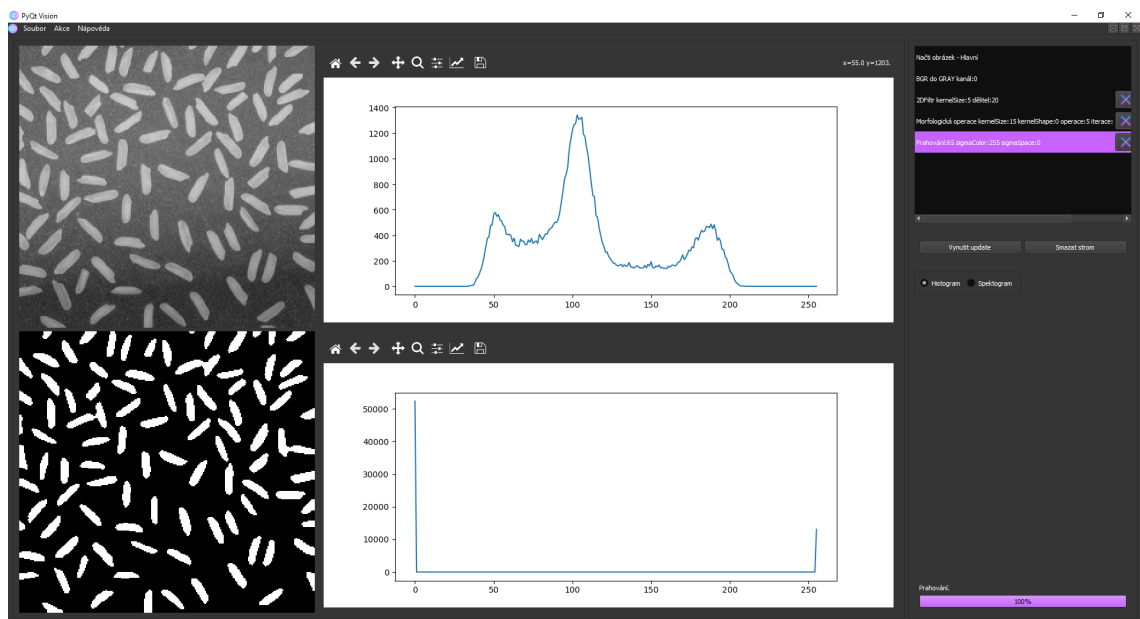 PyQt Vision
Soubor Akce Nápověda
x=55.0 y=1203.
1400
1200
1000
800
600
400
200
0
0 50 100 150 200 250
50000
40000
30000
20000
10000
0
0 50 100 150 200 250
Načti obrázek - Hlavní
BGR do GRAY kanál:0
2DFiltr kernelSize:5 dělitel:20
Morfologická operace kernelSize:15 kernelShape:0 operace:5 iterace:
Prahování:65 sigmaColor:255 sigmaSpace:0
Vynutit update Smazat strom
Histogram Spektogram
Prahování.
100%